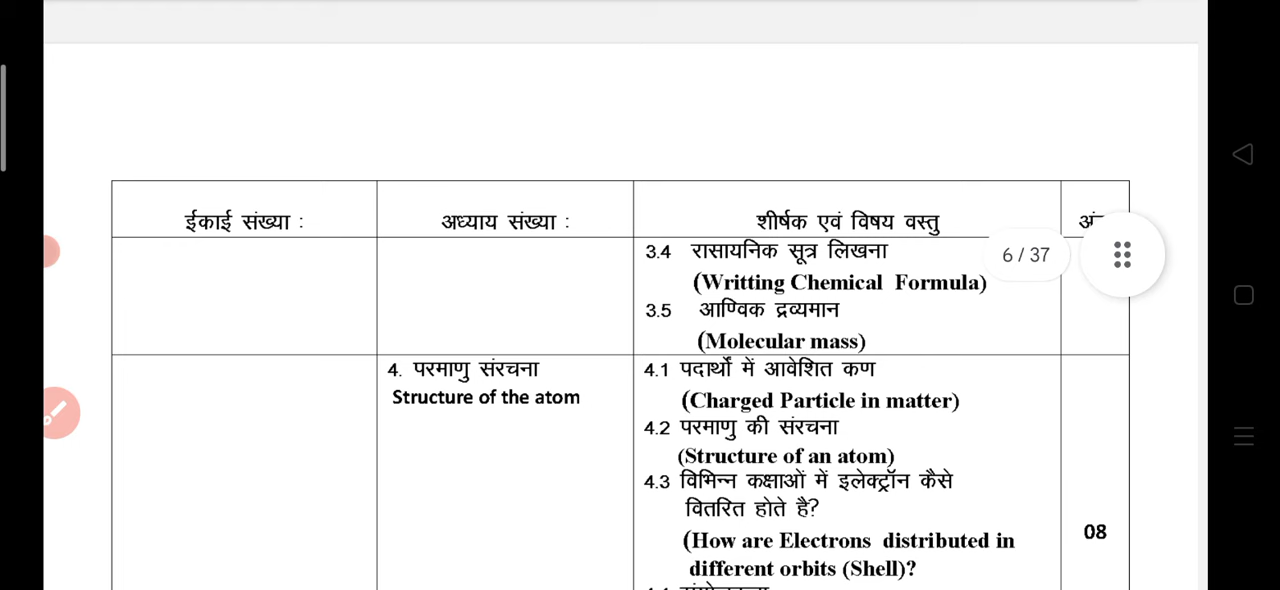 ईकाई संख्या : अध्याय संख्या : शीर्षक एवं विषय वस्तु
6 / 37
3.4 रासायनिक सूत्र लिखना
(Writting Chemical Formula)
3.5 आण्विक द्रव्यमान
(Molecular mass)
4. परमाणु संरचना
Structure of the atom
4.1 पदार्थों में आवेशित कण
(Charged Particle in matter)
4.2 परमाणु की संरचना
(Structure of an atom)
4.3 विभिन्न कक्षाओं में इलेक्ट्रॉन कैसे
वितरित होते है?
(How are Electrons distributed in
different orbits (Shell)?
08